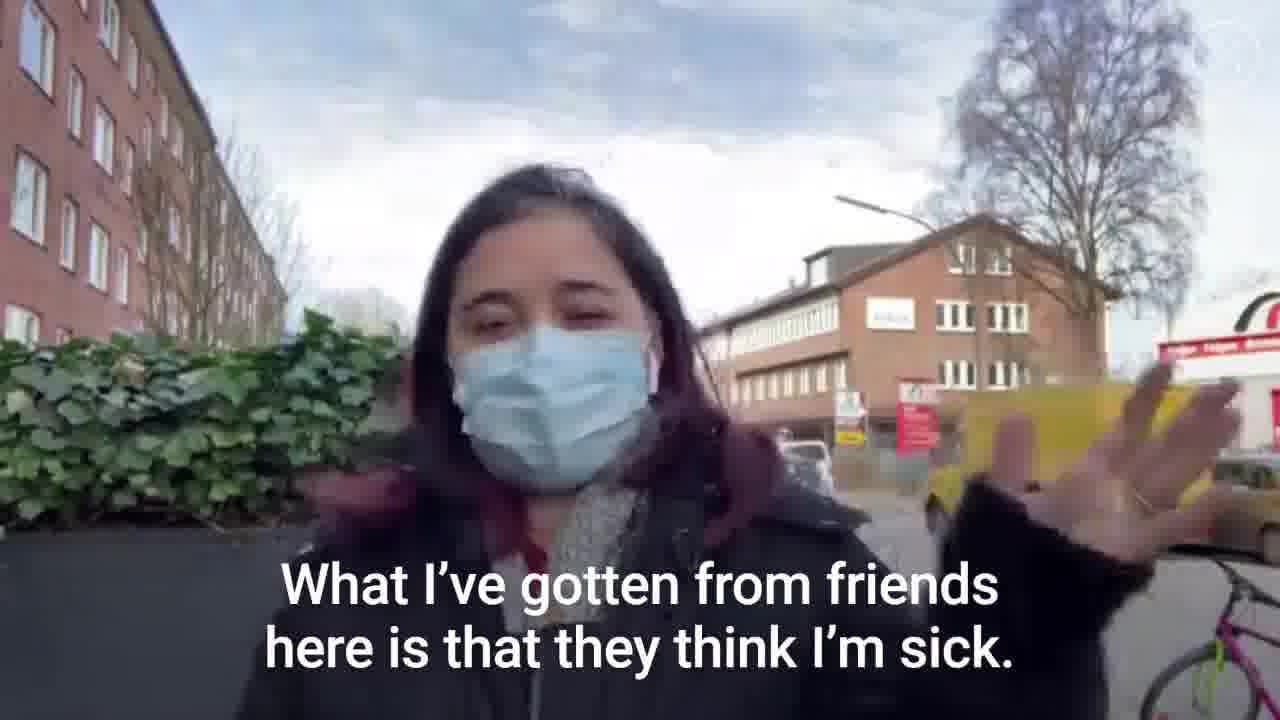 What I’ve gotten from friends
here is that they think I’m sick.